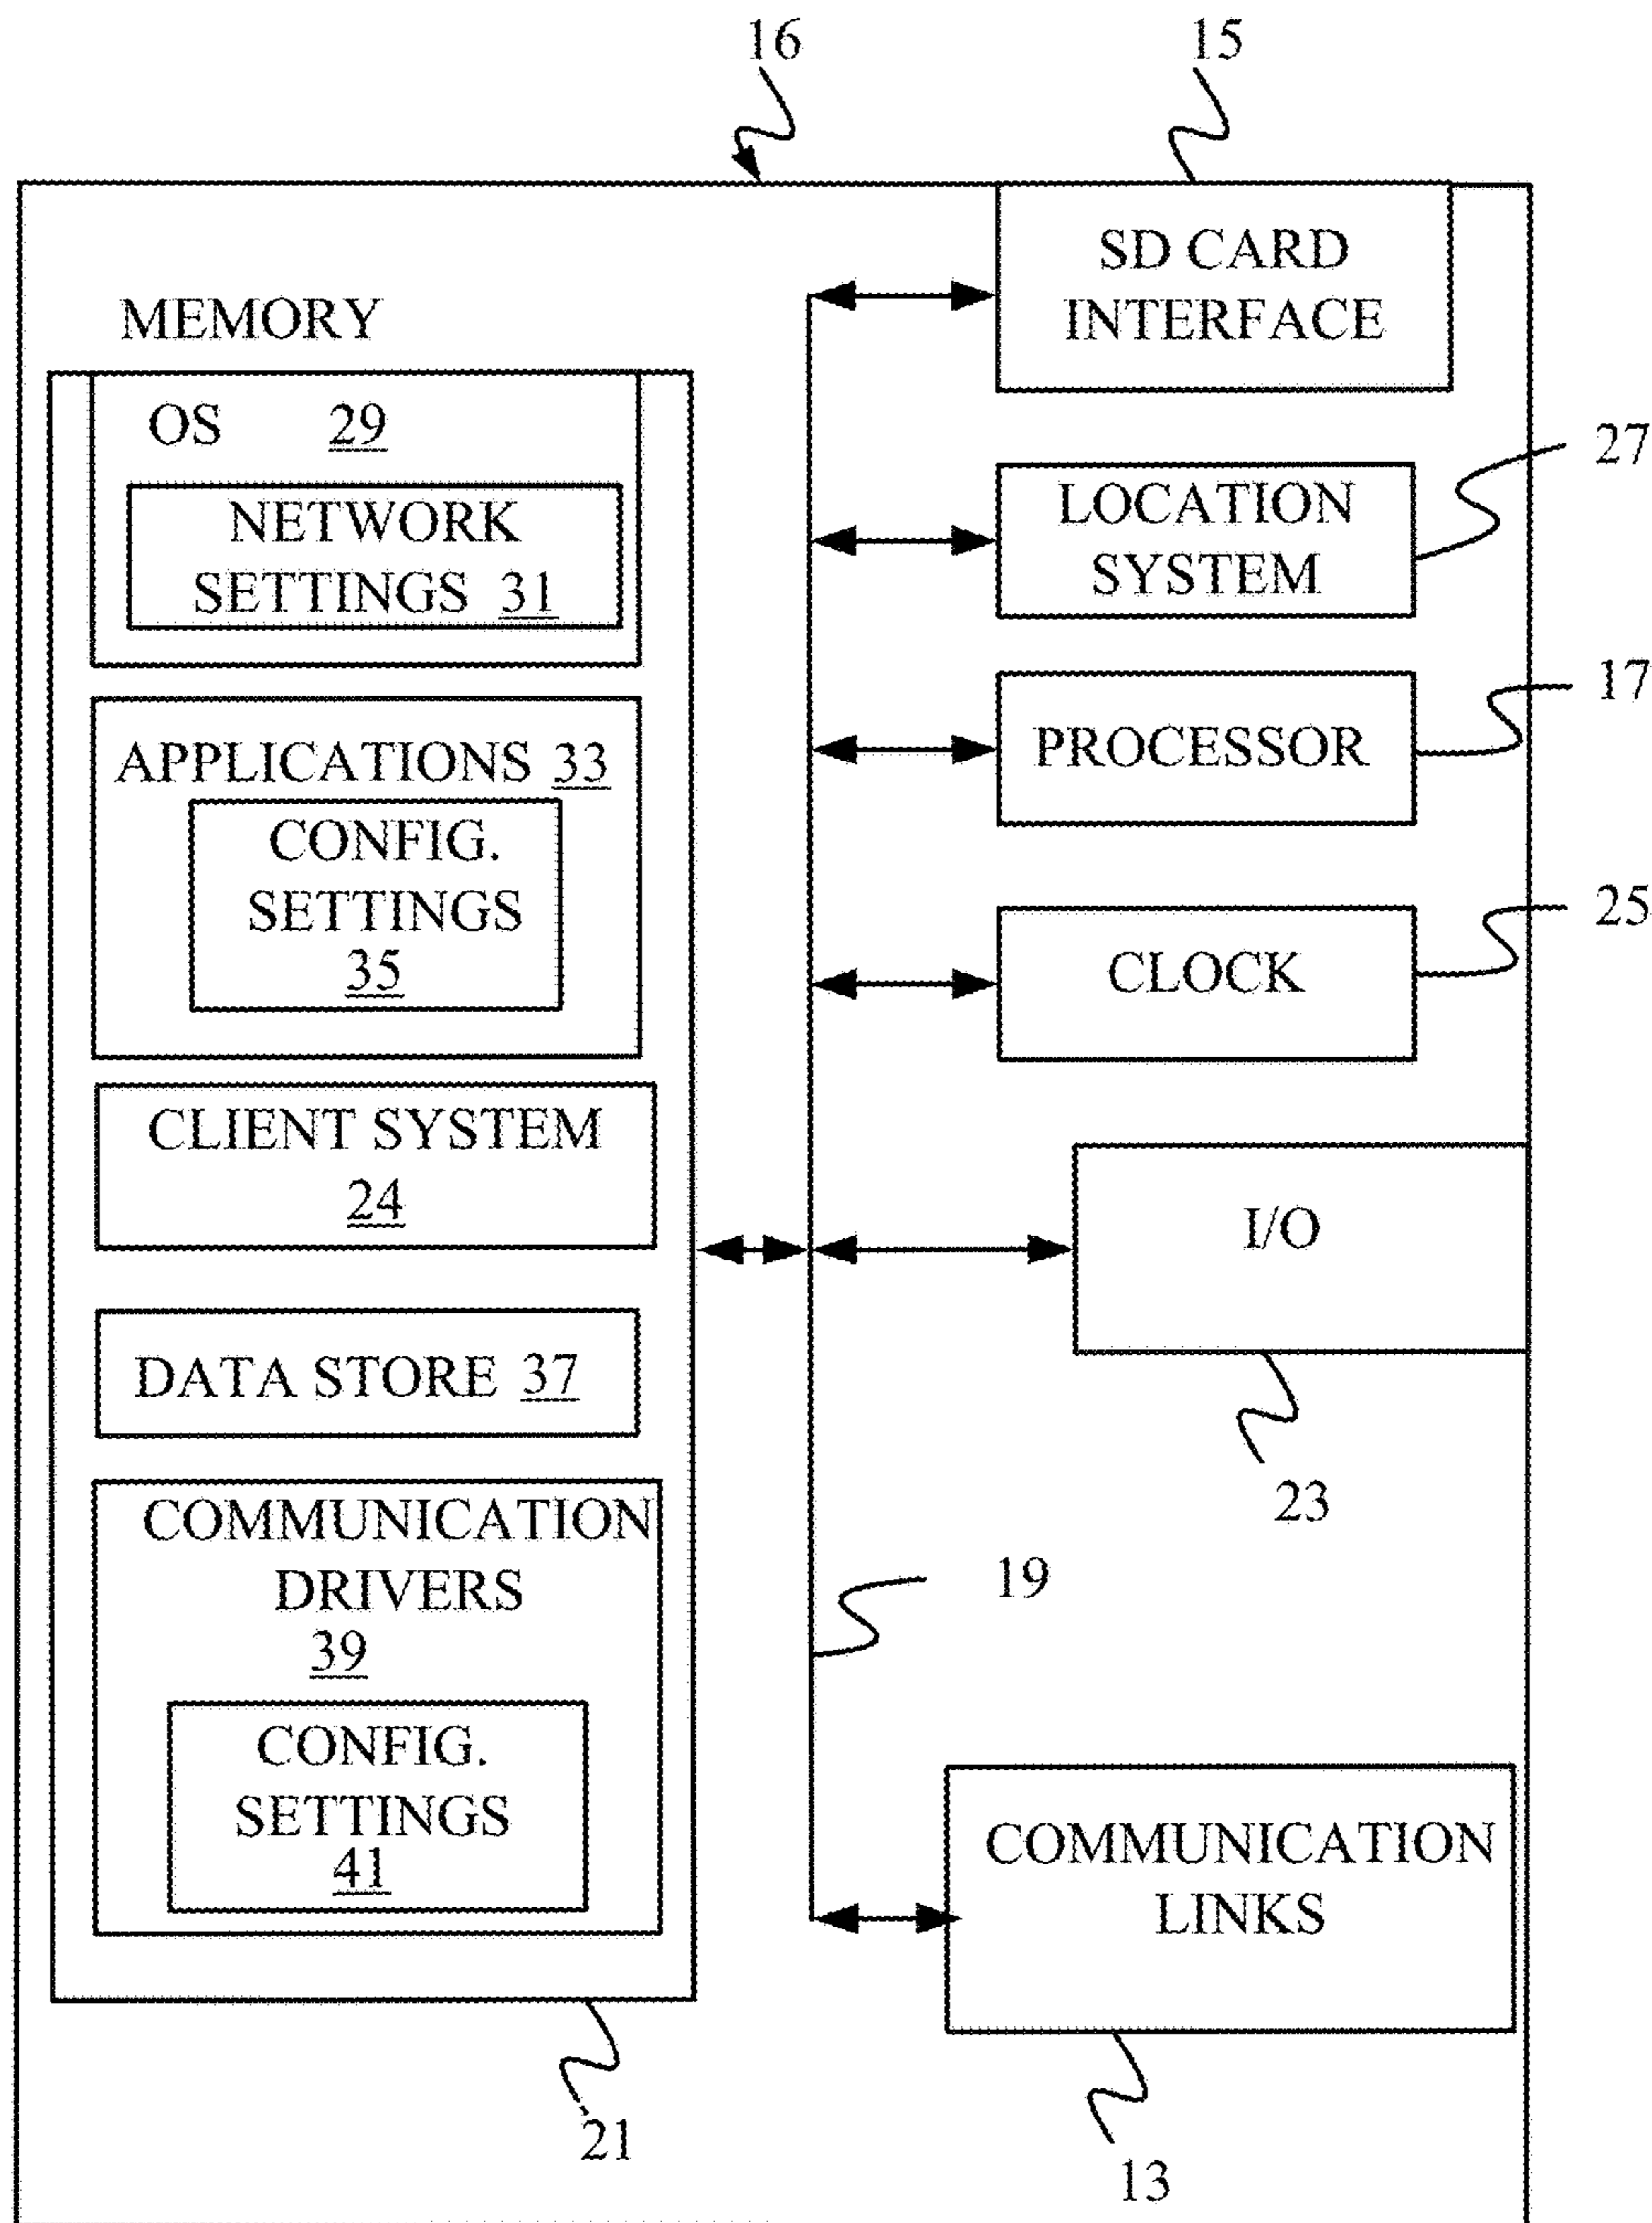 16
15
SD CARD
INTERFACE
MEMORY
OS 29
NETWORK
SETTINGS 31
27
LOCATION
SYSTEM
APPLICATIONS 33
CONFIG.
SETTINGS
35
17
PROCESSOR
25
CLOCK
CLIENT SYSTEM
24
I/O
23
DATA STORE 37
COMMUNICATION
DRIVERS
39
CONFIG.
SETTINGS
41
19
COMMUNICATION
LINKS
21
13